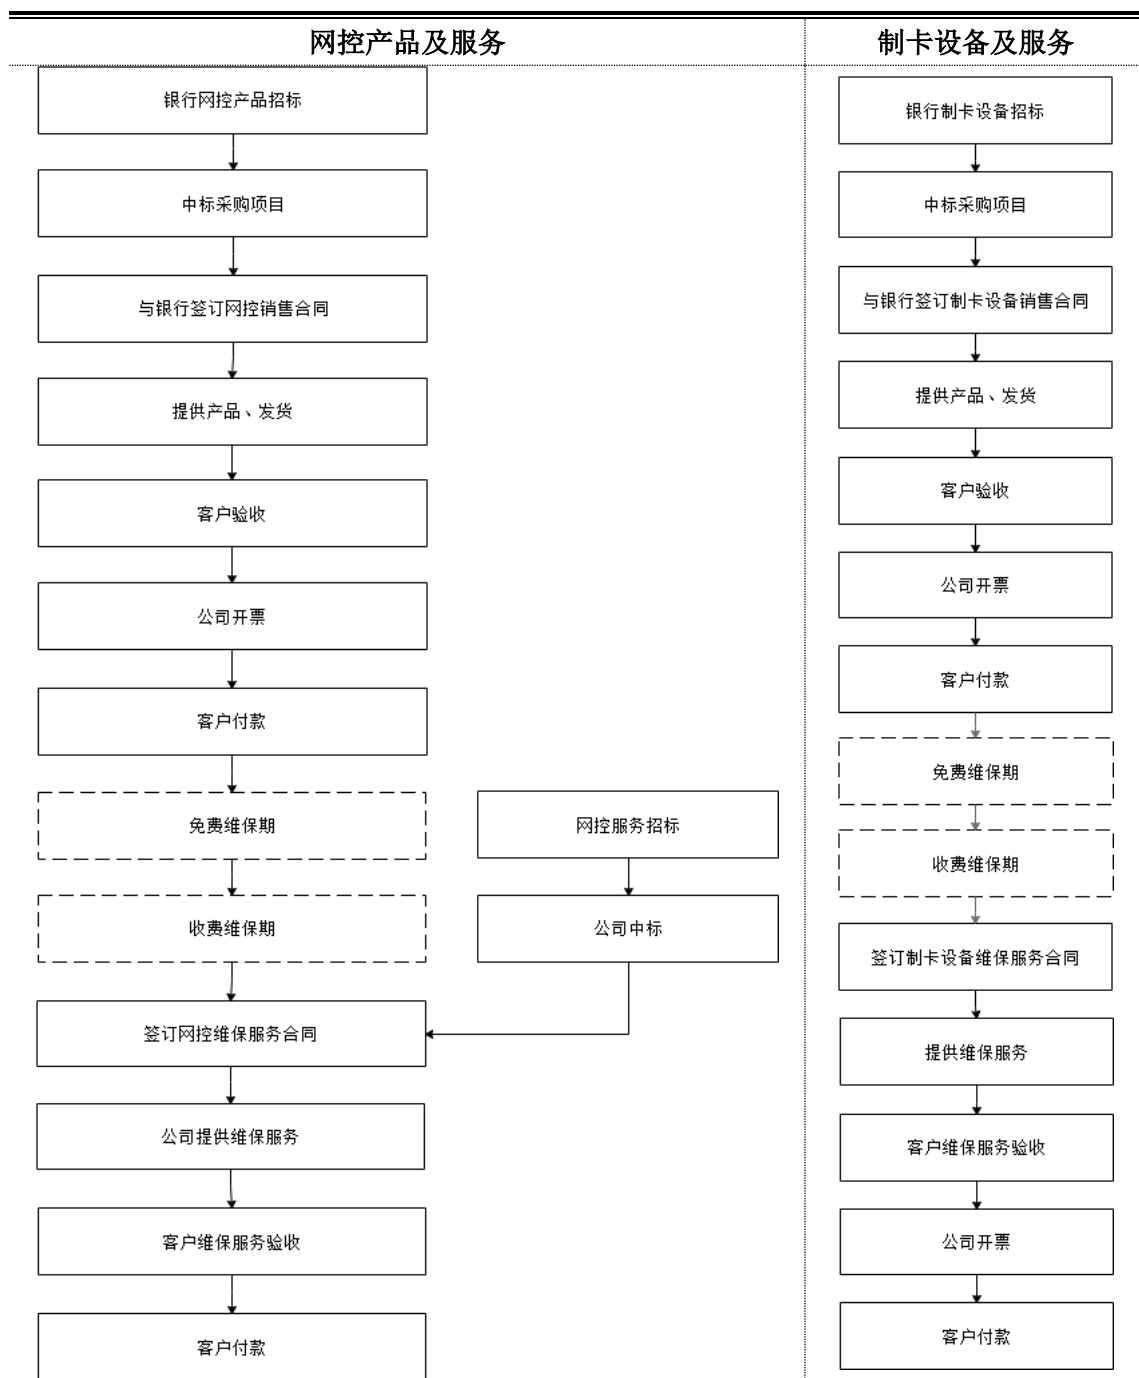 网控产品及服务
银行网控产品招标
中标采购项目
与银行签订网控销售合同
提供产品、发货
客户验收
公司开票
客户付款
免费维保期
收费维保期
网控服务招标
公司中标
签订网控维保服务合同
公司提供维保服务
客户维保服务验收
客户付款
制卡设备及服务
银行制卡设备招标
中标采购项目
与银行签订制卡设备销售合同
提供产品、发货
客户验收
公司开票
客户付款
免费维保期
收费维保期
签订制卡设备维保服务合同
提供维保服务
客户维保服务验收
公司开票
客户付款